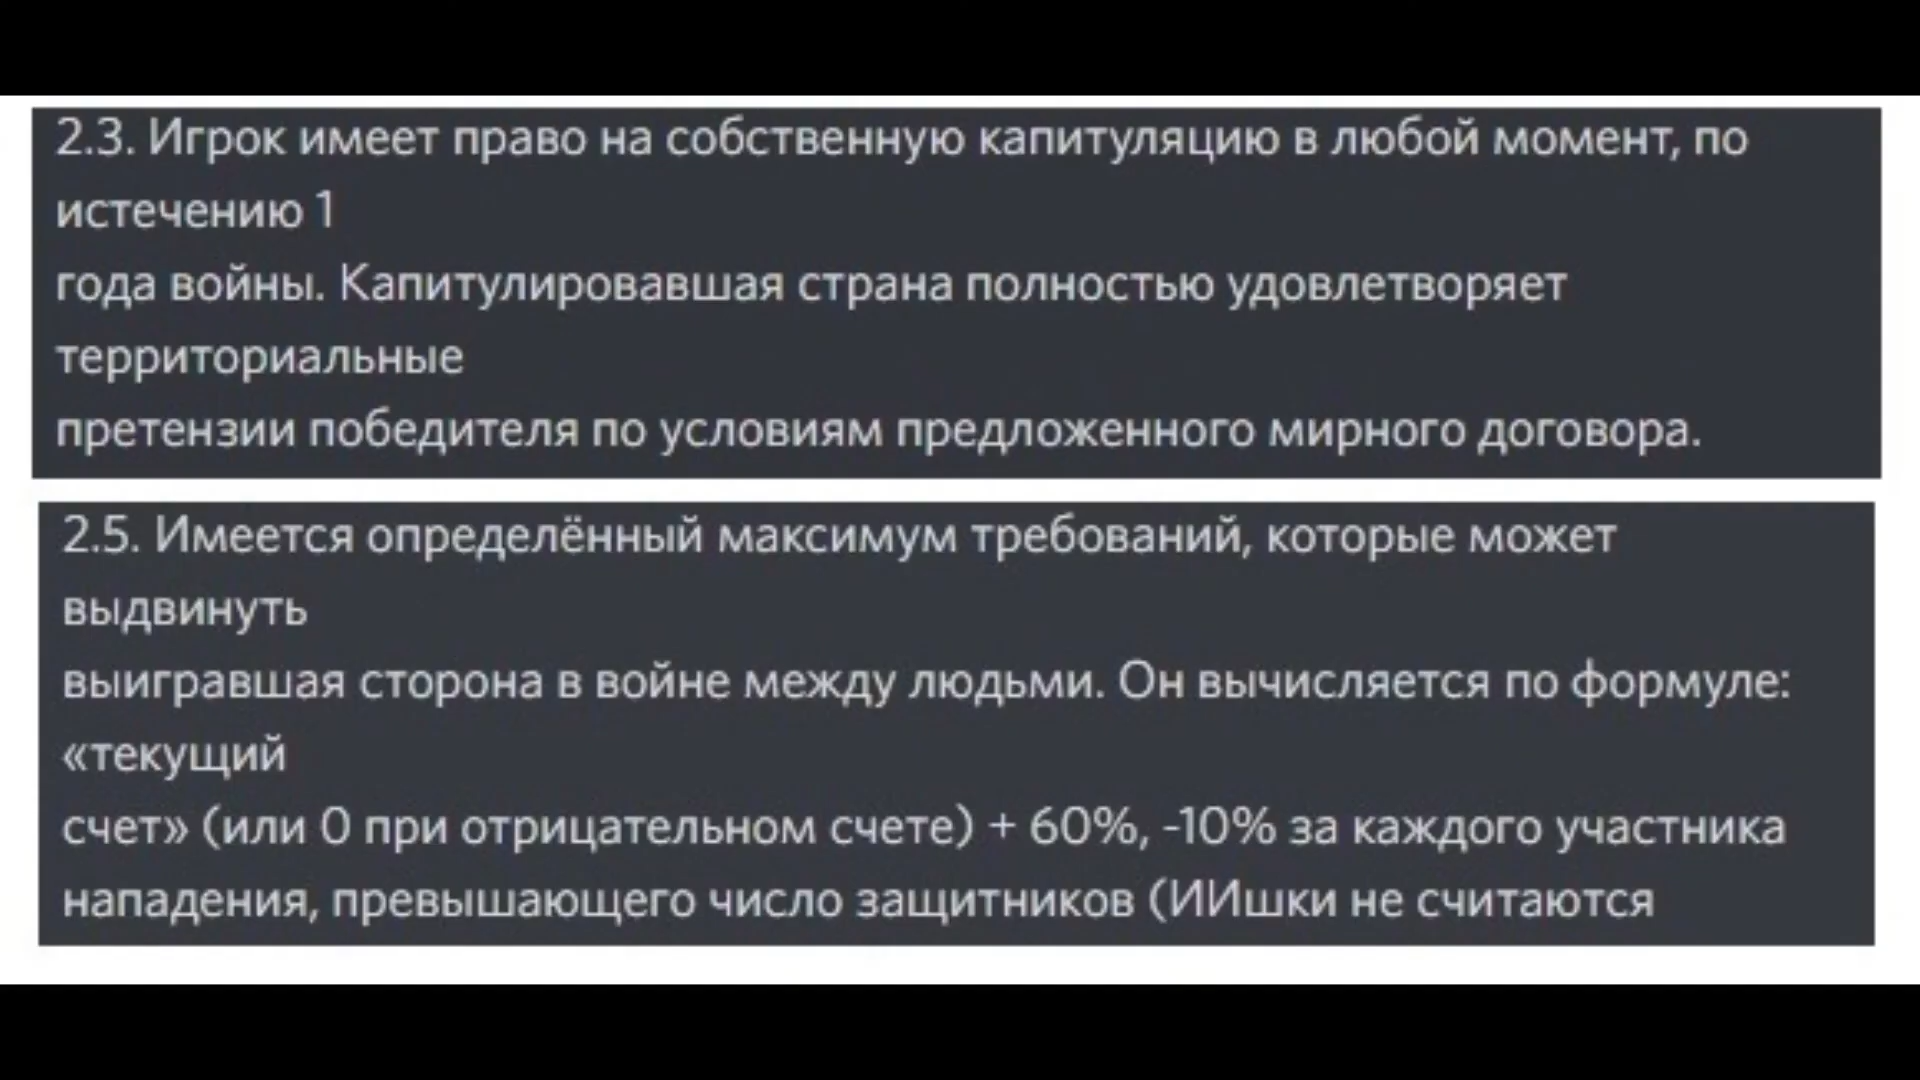 2.3. Игрок имеет право на собственную капитуляцию в любой момент, по
истечению 1
года войны. Капитулировавшая страна полностью удовлетворяет
территориальные
претензии победителя по условиям предложенного мирного договора.
2.5. Имеется определённый максимум требований, которые может
выдвинуть
выигравшая сторона в войне между людьми. Он вычисляется по формуле:
«текущий
счет» (или 0 при отрицательном счете) + 60%, -10% за каждого участника
нападения, превышающего число защитников (ИИшки не считаются